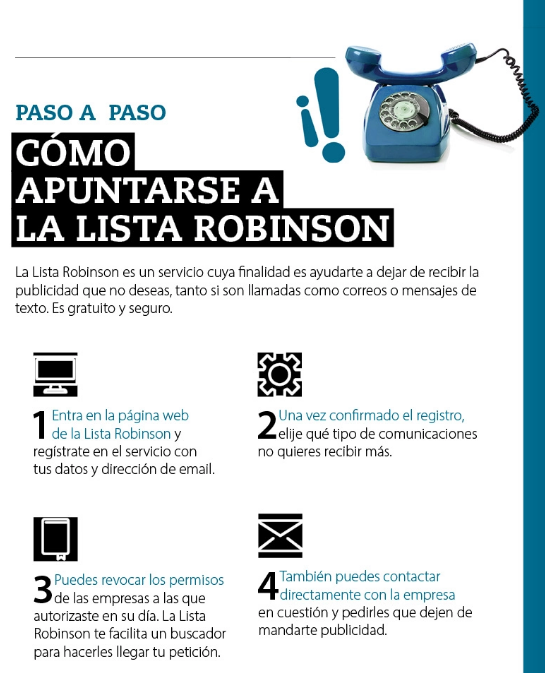 PASO A PASO
CÓMO
APUNTARSE A
LA LISTA ROBINSON
La Lista Robinson es un servicio cuya finalidad es ayudarte a dejar de recibir la
publicidad que no deseas, tanto si son llamadas como correos o mensajes de
texto. Es gratuito y seguro.
1 Entra en la página web
de la Lista Robinson y
regístrate en el servicio con
tus datos y dirección de email.
2 Una vez confirmado el registro,
elije qué tipo de comunicaciones
no quieres recibir más.
3 Puedes revocar los permisos
de las empresas a las que
autorizaste en su día. La Lista
Robinson te facilita un buscador
para hacerles llegar tu petición.
4 También puedes contactar
directamente con la empresa
en cuestión y pedirles que dejen de
mandarte publicidad.